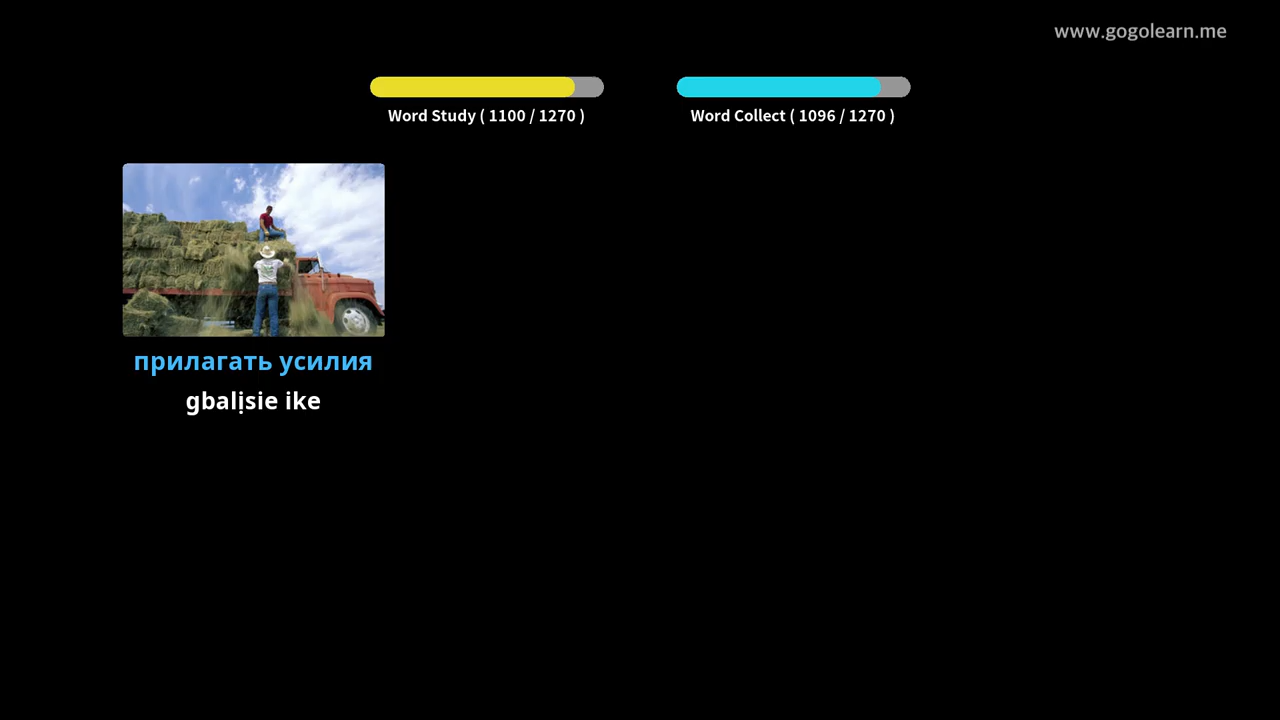 www.gogolearn.me
Word Study ( 1100 / 1270 )
Word Collect ( 1096 / 1270 )
прилагать усилия
gbalịsie ike